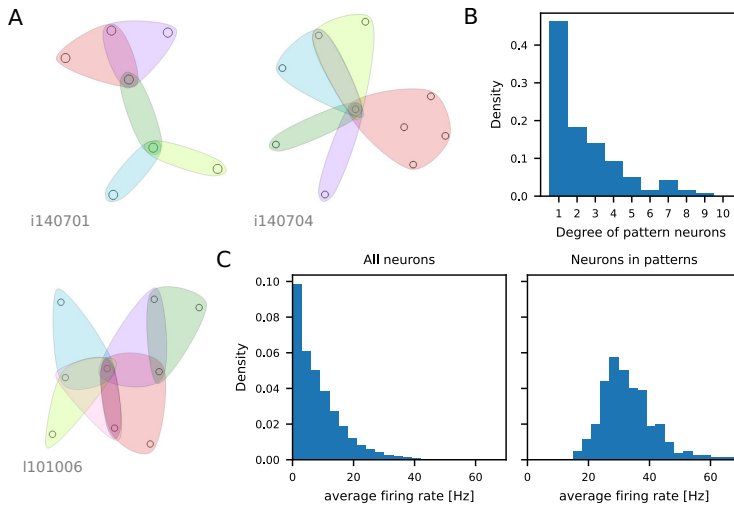 A
i140701
i140704
l101006
B
Density
0.4
0.3
0.2
0.1
0.0
1 2 3 4 5 6 7 8 9 10
Degree of pattern neurons
C
All neurons
Density
0.10
0.08
0.06
0.04
0.02
0.00
0 20 40 60
average firing rate [Hz]
Neurons in patterns
0 20 40 60
average firing rate [Hz]